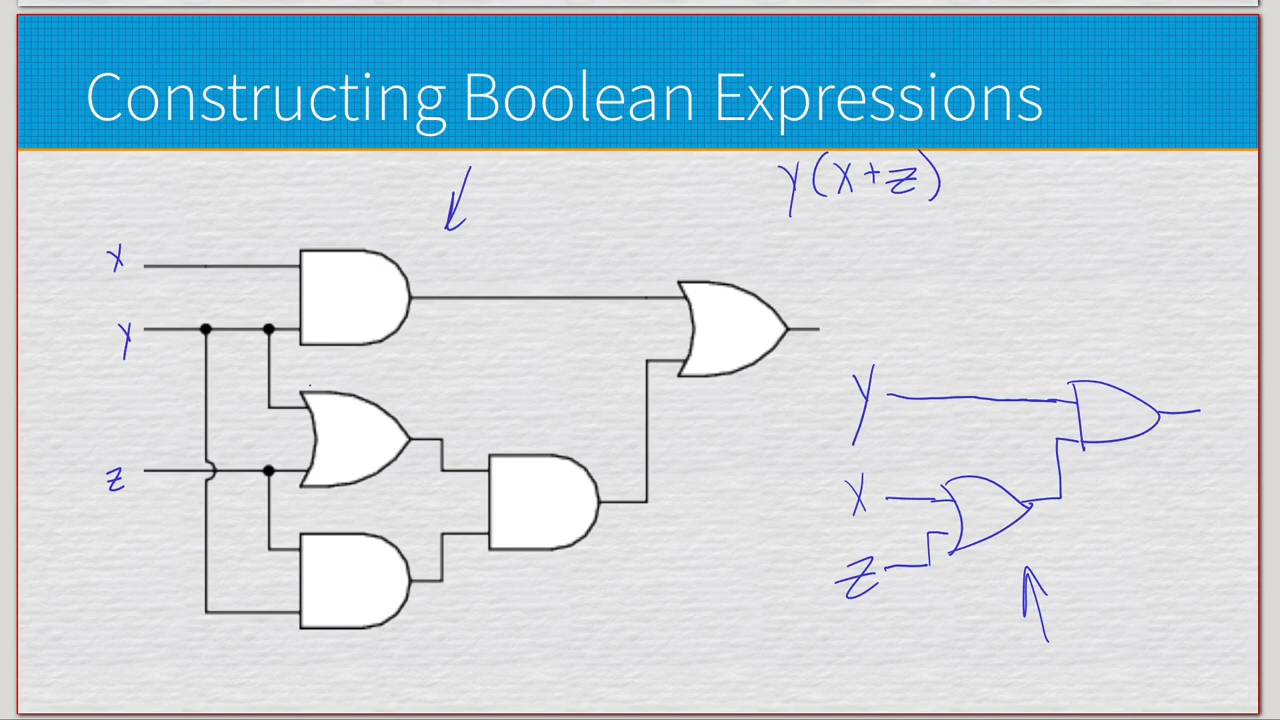 Constructing Boolean Expressions
y(x+z)
x
y
z
y
x
z